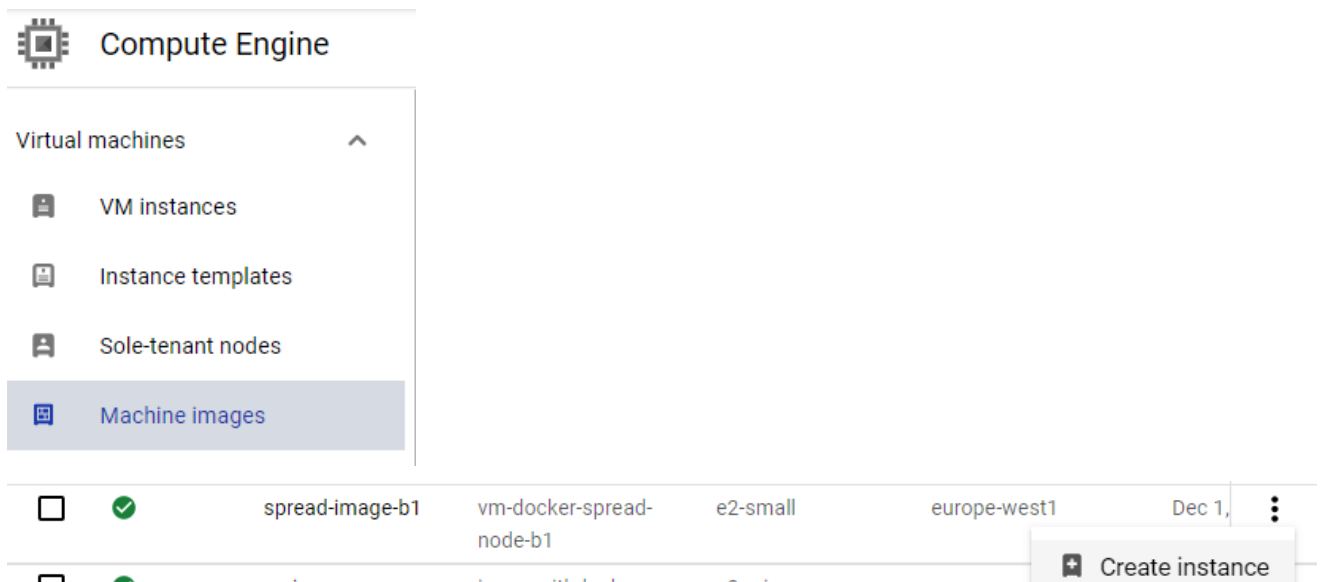 Compute Engine
Virtual machines
VM instances
Instance templates
Sole-tenant nodes
Machine images
spread-image-b1 vm-docker-spread- e2-small europe-west1 Dec 1,
node-b1
Create instance